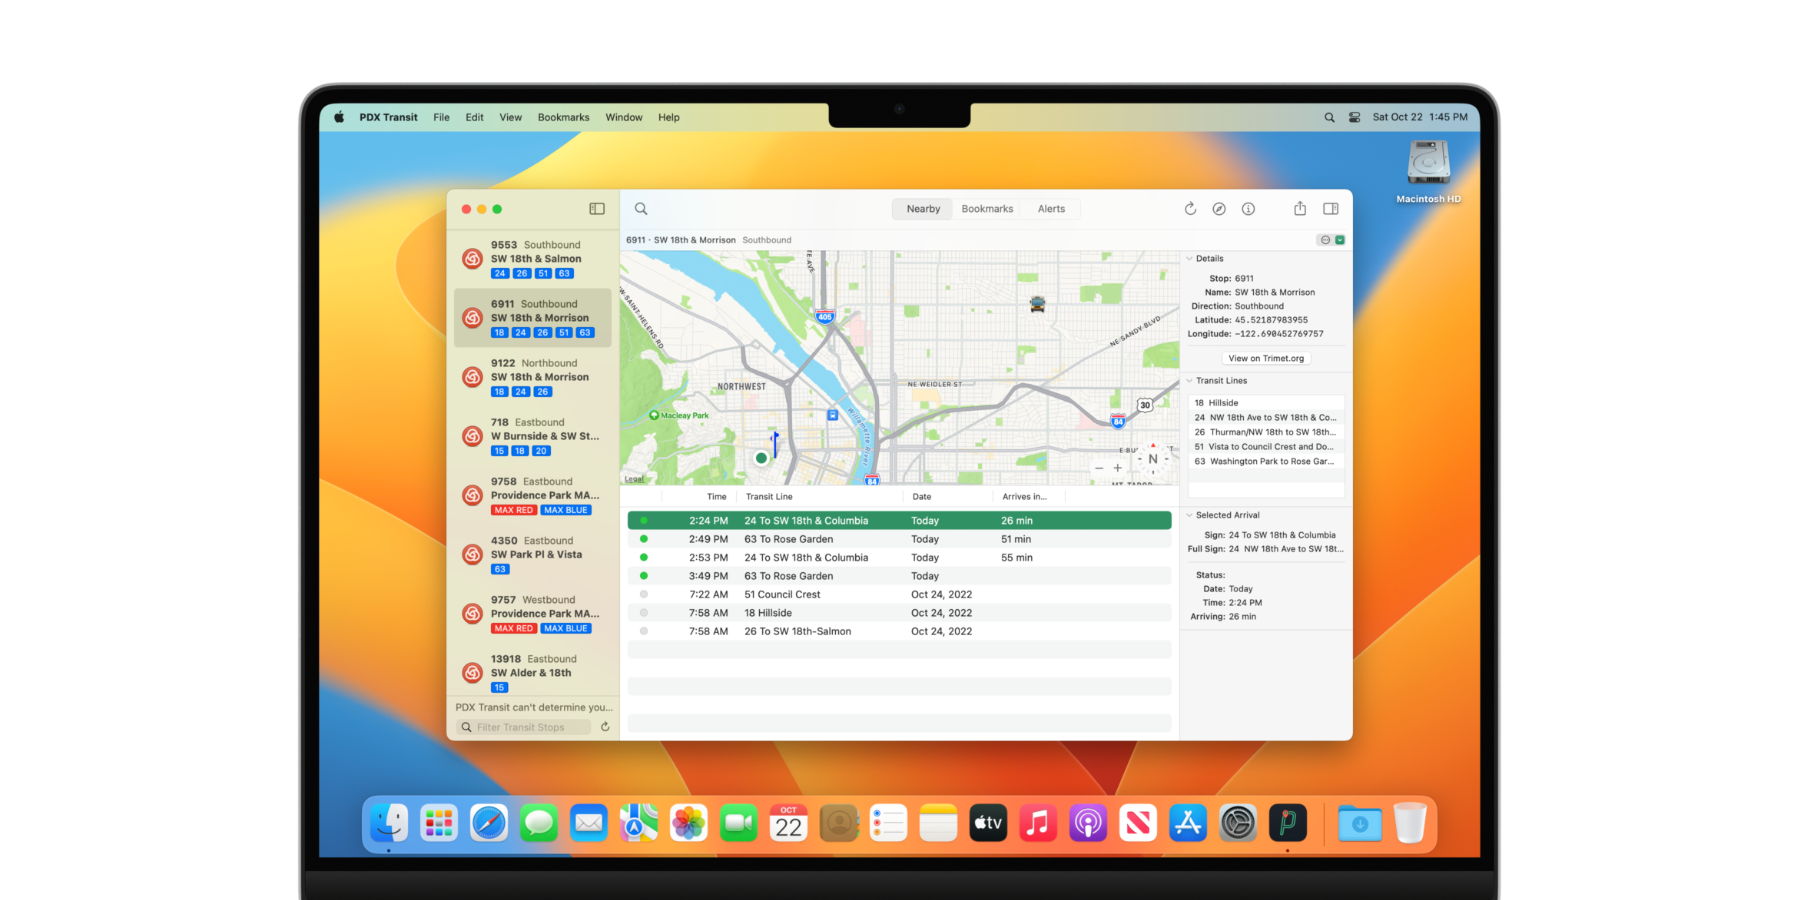 PDX Transit File Edit View Bookmarks Window Help
Sat Oct 22 1:45 PM
Macintosh HD
Nearby Bookmarks Alerts
6911 · SW 18th & Morrison Southbound
9553 Southbound
SW 18th & Salmon
24 26 51 63
6911 Southbound
SW 18th & Morrison
18 24 26 51 63
9122 Northbound
SW 18th & Morrison
18 24 26
718 Eastbound
W Burnside & SW St...
15 18 20
9758 Eastbound
Providence Park MA...
MAX RED MAX BLUE
4350 Eastbound
SW Park Pl & Vista
63
9757 Westbound
Providence Park MA...
MAX RED MAX BLUE
13918 Eastbound
SW Alder & 18th
15
PDX Transit can't determine you...
Filter Transit Stops
405
NE SANDY BLVD
NORTHWEST
NE WEIDLER ST
30
84
Macleay Park
Willamette River
N
84
Legal
Time Transit Line Date Arrives in...
2:24 PM 24 To SW 18th & Columbia Today 26 min
2:49 PM 63 To Rose Garden Today 51 min
2:53 PM 24 To SW 18th & Columbia Today 55 min
3:49 PM 63 To Rose Garden Today
7:22 AM 51 Council Crest Oct 24, 2022
7:58 AM 18 Hillside Oct 24, 2022
7:58 AM 26 To SW 18th-Salmon Oct 24, 2022
Details
Stop: 6911
Name: SW 18th & Morrison
Direction: Southbound
Latitude: 45.52187983955
Longitude: -122.690452769757
View on Trimet.org
Transit Lines
18 Hillside
24 NW 18th Ave to SW 18th & Co...
26 Thurman/NW 18th to SW 18th...
51 Vista to Council Crest and Do...
63 Washington Park to Rose Gar...
Selected Arrival
Sign: 24 To SW 18th & Columbia
Full Sign: 24 NW 18th Ave to SW 18t...
Status:
Date: Today
Time: 2:24 PM
Arriving: 26 min
OCT
22
tv